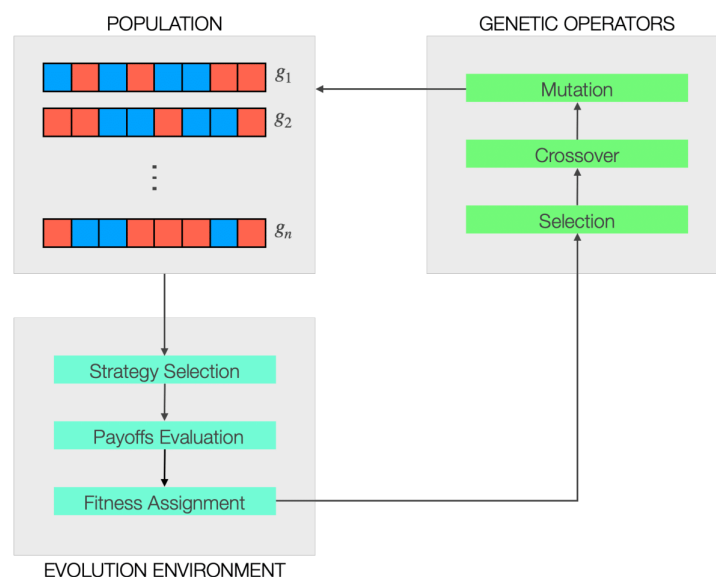 POPULATION
g1
g2
⋮
gn
GENETIC OPERATORS
Mutation
Crossover
Selection
Strategy Selection
Payoffs Evaluation
Fitness Assignment
EVOLUTION ENVIRONMENT